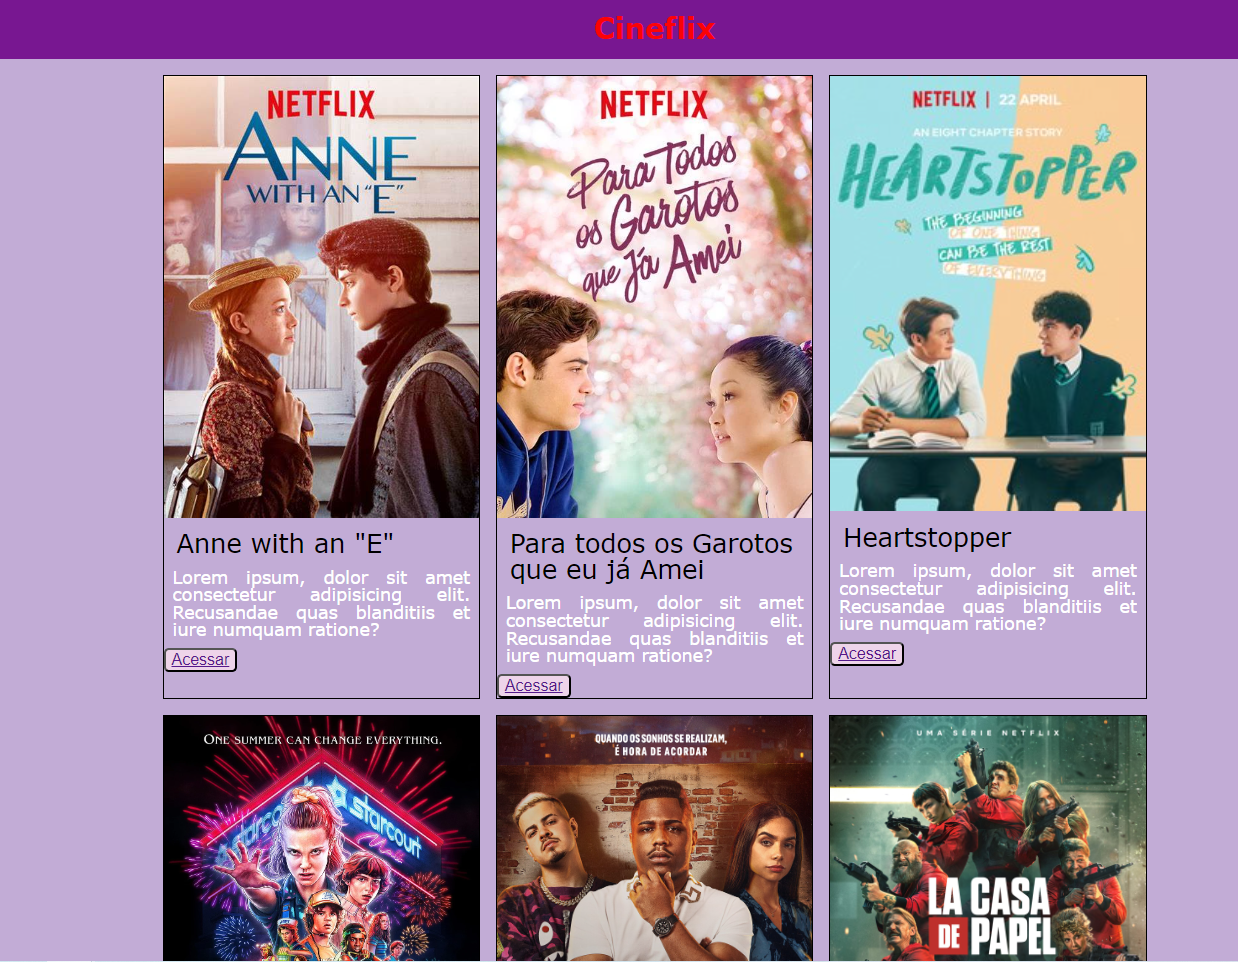 Cineflix
NETFLIX
ANNE
WITH AN "E"
NETFLIX
Para Todos
os Garotos
que Já Amei
NETFLIX | 22 APRIL
AN EIGHT CHAPTER STORY
HEARTSTOPPER
THE BEGINNING
OF ONE THING
CAN BE THE REST
OF EVERYTHING
Anne with an "E"
Lorem ipsum, dolor sit amet
consectetur adipisicing elit.
Recusandae quas blanditiis et
iure numquam ratione?
Acessar
Para todos os Garotos
que eu já Amei
Lorem ipsum, dolor sit amet
consectetur adipisicing elit.
Recusandae quas blanditiis et
iure numquam ratione?
Acessar
Heartstopper
Lorem ipsum, dolor sit amet
consectetur adipisicing elit.
Recusandae quas blanditiis et
iure numquam ratione?
Acessar
ONE SUMMER CAN CHANGE EVERYTHING.
starcourt
starcourt
QUANDO OS SONHOS SE REALIZAM,
É HORA DE ACORDAR
UMA SÉRIE NETFLIX
LA CASA
DE PAPEL